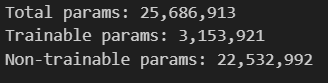 Total params: 25,686,913
Trainable params: 3,153,921
Non-trainable params: 22,532,992